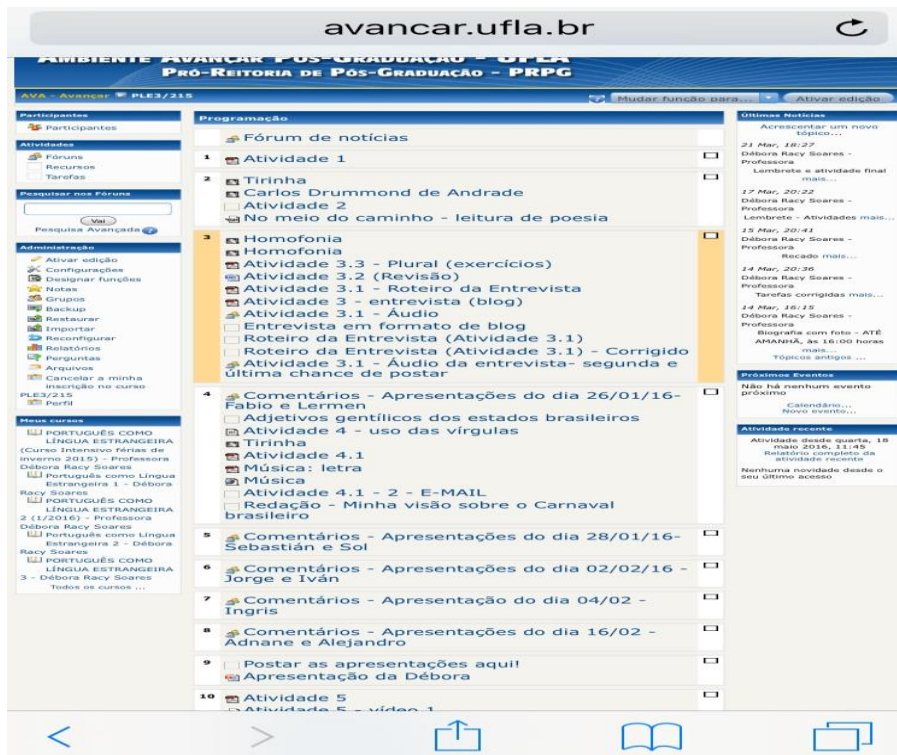 avancar.ufla.br
AMBIENTE AVANÇAR PÓS-GRADUAÇÃO - UFLA
PRÓ-REITORIA DE PÓS-GRADUAÇÃO - PRPG
AVA - Avançar PLE3/215
Mudar função para...
Ativar edição
Participantes
Participantes
Atividades
Fóruns
Recursos
Tarefas
Pesquisar nos Fóruns
Vai
Pesquisa Avançada
Administração
Ativar edição
Configurações
Designar funções
Notas
Grupos
Backup
Restaurar
Importar
Reconfigurar
Relatórios
Perguntas
Arquivos
Cancelar a minha
inscrição no curso
PLE3/215
Perfil
Meus cursos
PORTUGUÊS COMO
LÍNGUA ESTRANGEIRA
(Curso Intensivo férias de
inverno 2015) - Professora
Débora Racy Soares
Português como Língua
Estrangeira 1 - Débora
Racy Soares
PORTUGUÊS COMO
LÍNGUA ESTRANGEIRA
2 (1/2016) - Professora
Débora Racy Soares
Português como Língua
Estrangeira 2 - Débora
Racy Soares
PORTUGUÊS COMO
LÍNGUA ESTRANGEIRA
3 - Débora Racy Soares
Todos os cursos ...
Programação
Fórum de notícias
1 Atividade 1
2 Tirinha
Carlos Drummond de Andrade
Atividade 2
No meio do caminho - leitura de poesia
3 Homofonia
Homofonia
Atividade 3.3 - Plural (exercícios)
Atividade 3.2 (Revisão)
Atividade 3.1 - Roteiro da Entrevista
Atividade 3 - entrevista (blog)
Atividade 3.1 - Áudio
Entrevista em formato de blog
Roteiro da Entrevista (Atividade 3.1)
Roteiro da Entrevista (Atividade 3.1) - Corrigido
Atividade 3.1 - Áudio da entrevista- segunda e
última chance de postar
4 Comentários - Apresentações do dia 26/01/16-
Fabio e Lermen
Adjetivos gentílicos dos estados brasileiros
Atividade 4 - uso das vírgulas
Tirinha
Atividade 4.1
Música: letra
Música
Atividade 4.1 - 2 - E-MAIL
Redação - Minha visão sobre o Carnaval
brasileiro
5 Comentários - Apresentações do dia 28/01/16-
Sebastián e Sol
6 Comentários - Apresentações do dia 02/02/16 -
Jorge e Iván
7 Comentários - Apresentação do dia 04/02 -
Ingris
8 Comentários - Apresentações do dia 16/02 -
Adnane e Alejandro
9 Postar as apresentações aqui!
Apresentação da Débora
10 Atividade 5
Atividade 5 - vídeo 1
Últimas Notícias
Acrescentar um novo
tópico...
21 Mar, 18:27
Débora Racy Soares -
Professora
Lembrete e atividade final
mais...
17 Mar, 20:22
Débora Racy Soares -
Professora
Lembrete - Atividades mais...
15 Mar, 20:41
Débora Racy Soares -
Professora
Recado mais...
14 Mar, 20:36
Débora Racy Soares -
Professora
Tarefas corrigidas mais...
14 Mar, 16:15
Débora Racy Soares -
Professora
Biografia com foto - ATÉ
AMANHÃ, às 16:00 horas
mais...
Tópicos antigos ...
Próximos Eventos
Não há nenhum evento
próximo
Calendário...
Novo evento...
Atividade recente
Atividade desde quarta, 18
maio 2016, 11:45
Relatório completo da
atividade recente
Nenhuma novidade desde o
seu último acesso